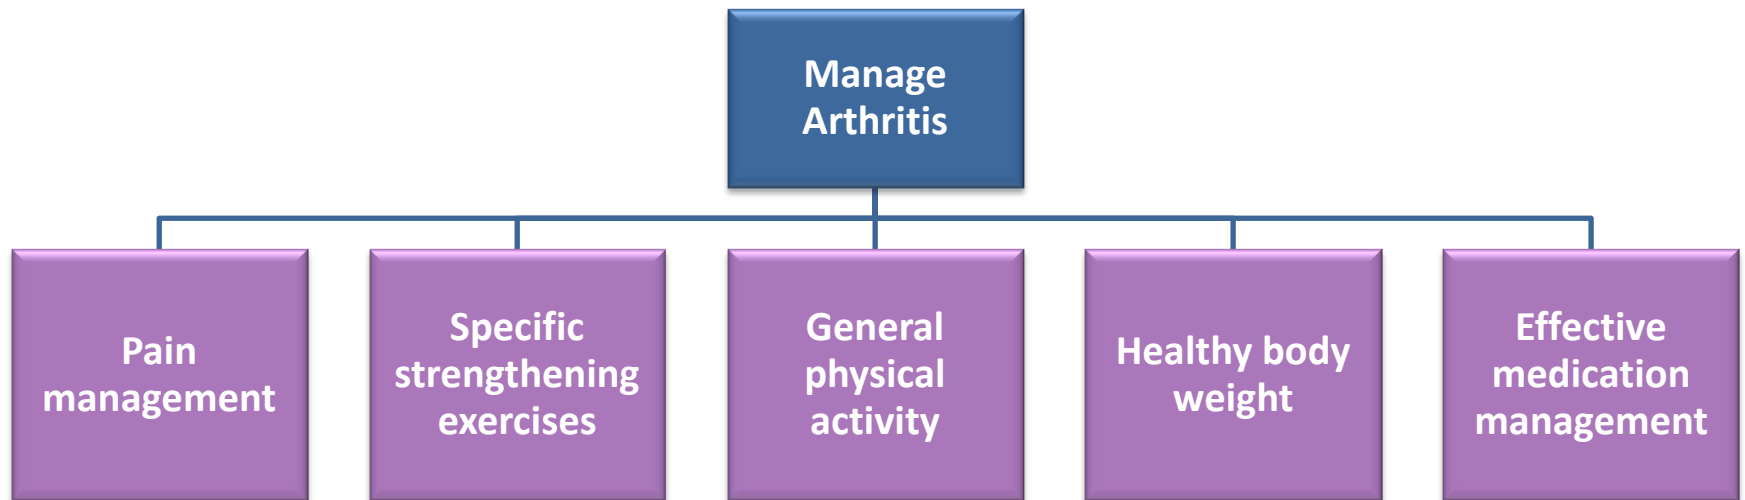 Manage
Arthritis
Pain
management
Specific
strengthening
exercises
General
physical
activity
Healthy body
weight
Effective
medication
management